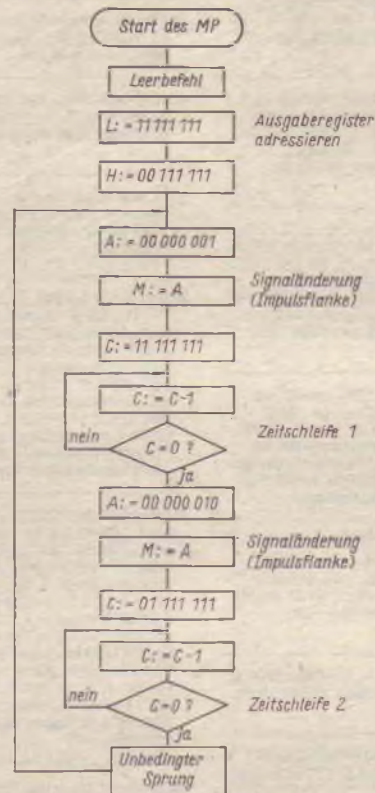 Start des MP
Leerbefehl
L: = 11 111 111
Ausgaberegister
adressieren
H: = 00 111 111
A: = 00 000 001
M: = A
Signaländerung
(Impulsflanke)
C: = 11 111 111
C: = C-1
nein
C = 0 ?
Zeitschleife 1
ja
A: = 00 000 010
M: = A
Signaländerung
(Impulsflanke)
C: = 01 111 111
C: = C-1
nein
C = 0 ?
Zeitschleife 2
ja
Unbedingter
Sprung